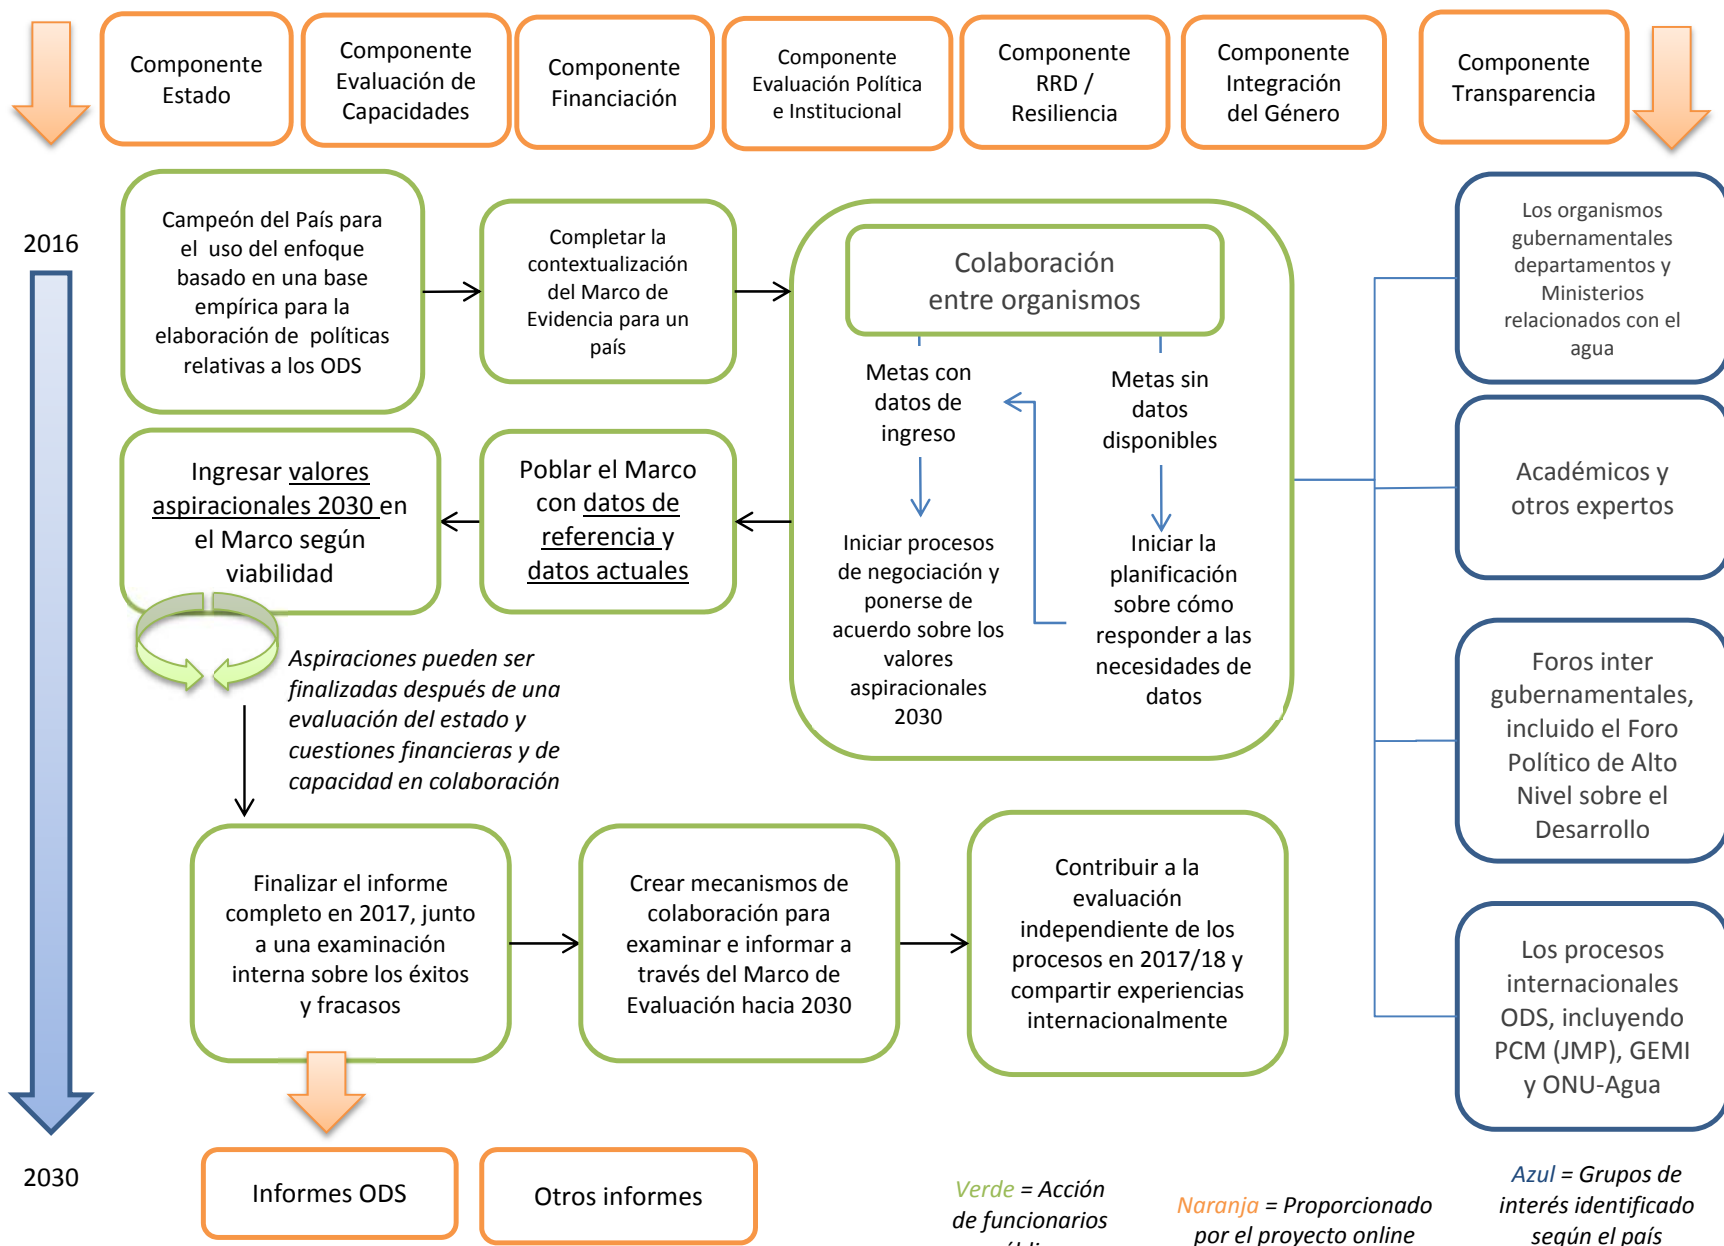 Componente
Estado
Componente
Evaluación de
Capacidades
Componente
Financiación
Componente
Evaluación Política
e Institucional
Componente
RRD /
Resiliencia
Componente
Integración
del Género
Componente
Transparencia
2016
Campeón del País para
el uso del enfoque
basado en una base
empírica para la
elaboración de políticas
relativas a los ODS
Completar la
contextualización
del Marco de
Evidencia para un
país
Colaboración
entre organismos
Metas con
datos de
ingreso
Metas sin
datos
disponibles
Iniciar procesos
de negociación y
ponerse de
acuerdo sobre los
valores
aspiracionales
2030
Iniciar la
planificación
sobre cómo
responder a las
necesidades de
datos
Los organismos
gubernamentales
departamentos y
Ministerios
relacionados con el
agua
Académicos y
otros expertos
Foros inter
gubernamentales,
incluido el Foro
Político de Alto
Nivel sobre el
Desarrollo
Los procesos
internacionales
ODS, incluyendo
PCM (JMP), GEMI
y ONU-Agua
Ingresar valores
aspiracionales 2030 en
el Marco según
viabilidad
Poblar el Marco
con datos de
referencia y
datos actuales
Aspiraciones pueden ser
finalizadas después de una
evaluación del estado y
cuestiones financieras y de
capacidad en colaboración
Finalizar el informe
completo en 2017, junto
a una examinación
interna sobre los éxitos
y fracasos
Crear mecanismos de
colaboración para
examinar e informar a
través del Marco de
Evaluación hacia 2030
Contribuir a la
evaluación
independiente de los
procesos en 2017/18 y
compartir experiencias
internacionalmente
2030
Informes ODS
Otros informes
Verde = Acción
de funcionarios
Naranja = Proporcionado
por el proyecto online
Azul = Grupos de
interés identificado
según el país